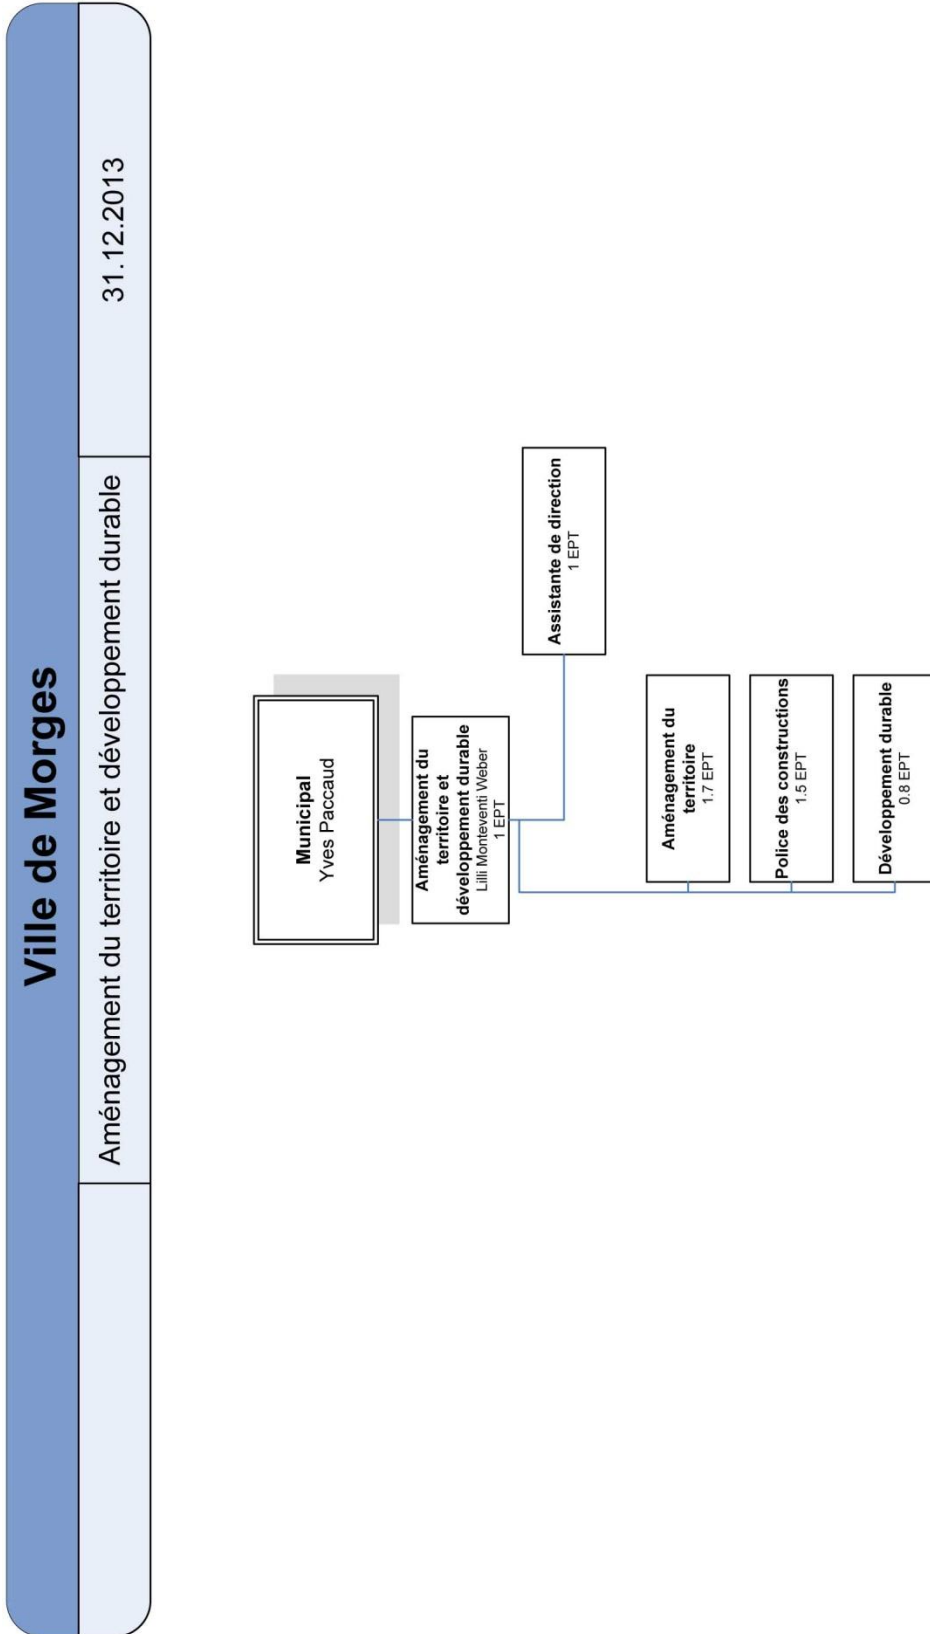 Ville de Morges
Aménagement du territoire et développement durable
31.12.2013
Municipal
Yves Paccaud
Aménagement du
territoire et
développement durable
Lilli Monteventi Weber
1 EPT
Assistante de direction
1 EPT
Aménagement du
territoire
1.7 EPT
Police des constructions
1.5 EPT
Développement durable
0.8 EPT